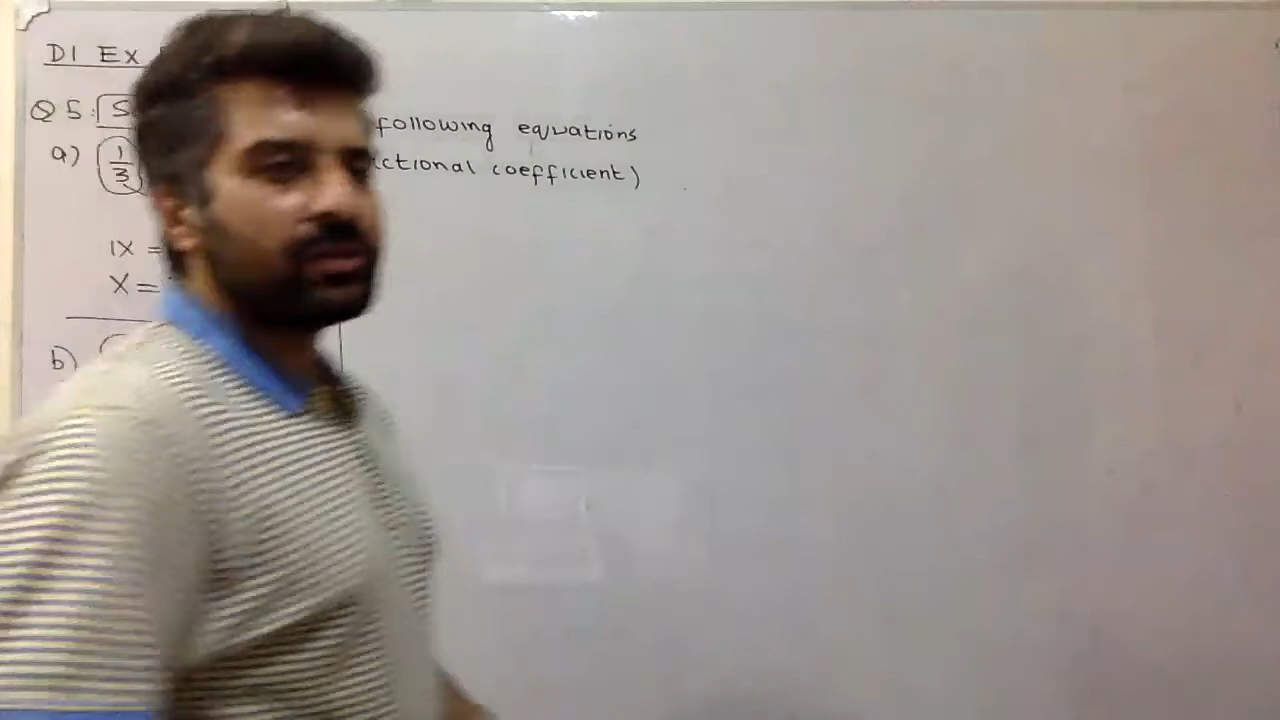 D1 Ex
Q5: S following equations
a) 1/3 ctional coefficient)
1x =
x =
b)